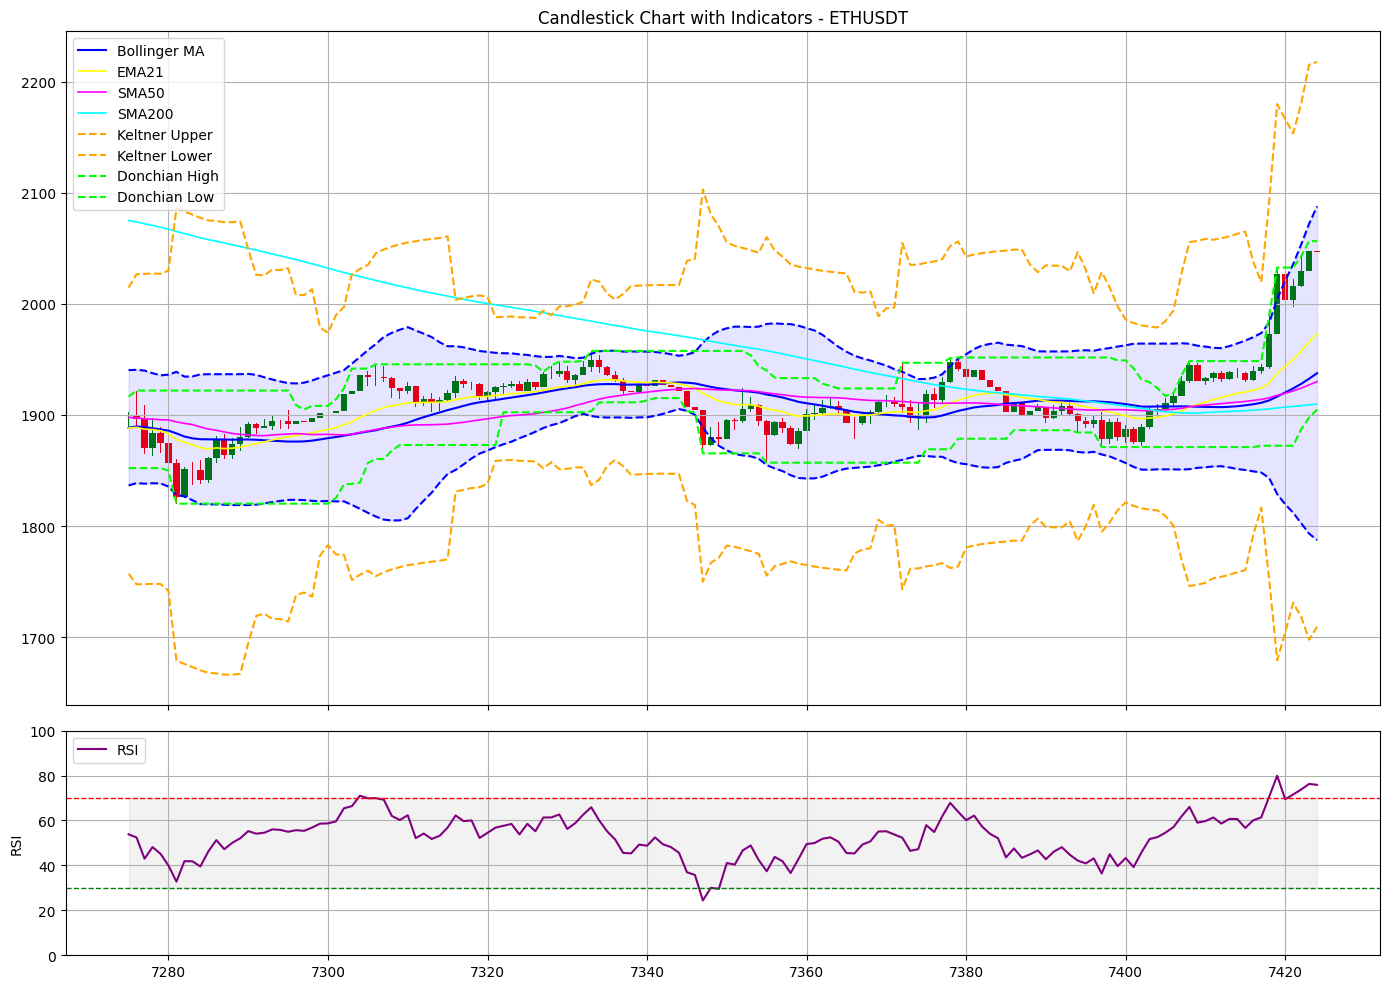 Candlestick Chart with Indicators - ETHUSDT
Bollinger MA
EMA21
SMA50
SMA200
Keltner Upper
Keltner Lower
Donchian High
Donchian Low
2200
2100
2000
1900
1800
1700
RSI
100
80
60
40
20
0
RSI
7280 7300 7320 7340 7360 7380 7400 7420